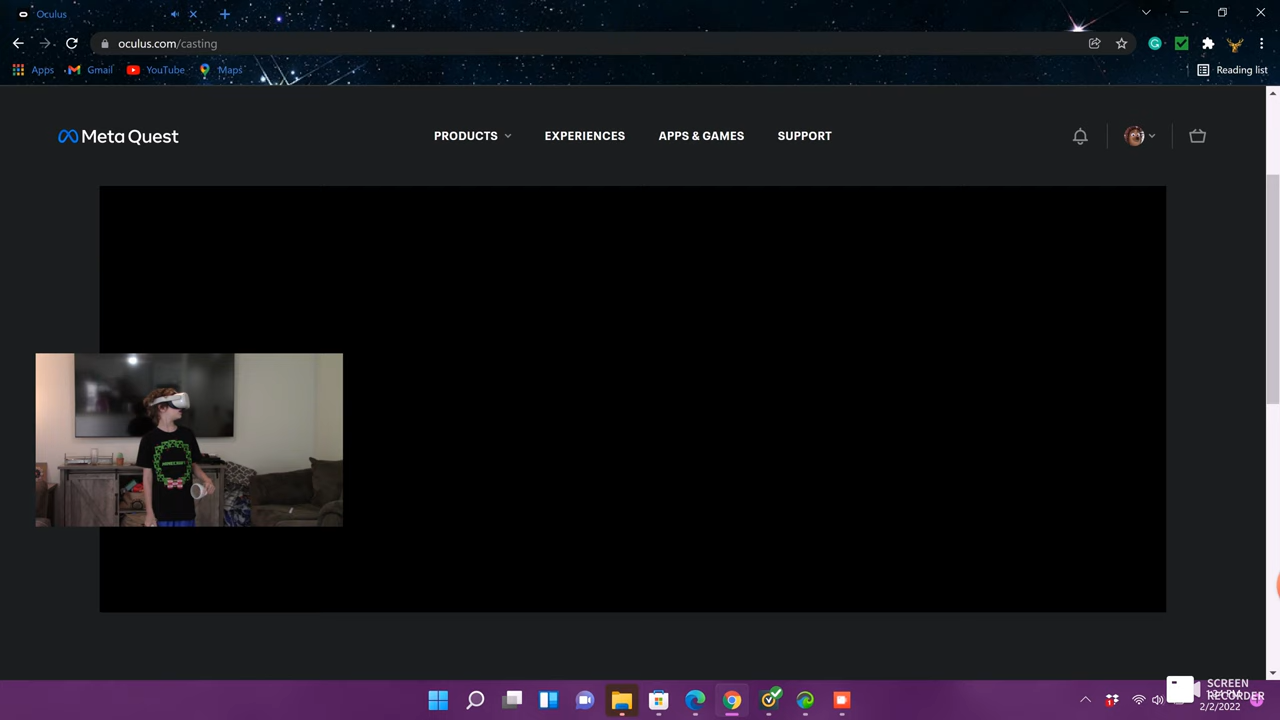 Oculus
oculus.com/casting
Apps Gmail YouTube Maps Reading list
Meta Quest PRODUCTS EXPERIENCES APPS & GAMES SUPPORT
MINECRAFT
SCREEN
RECORDER
2/2/2022